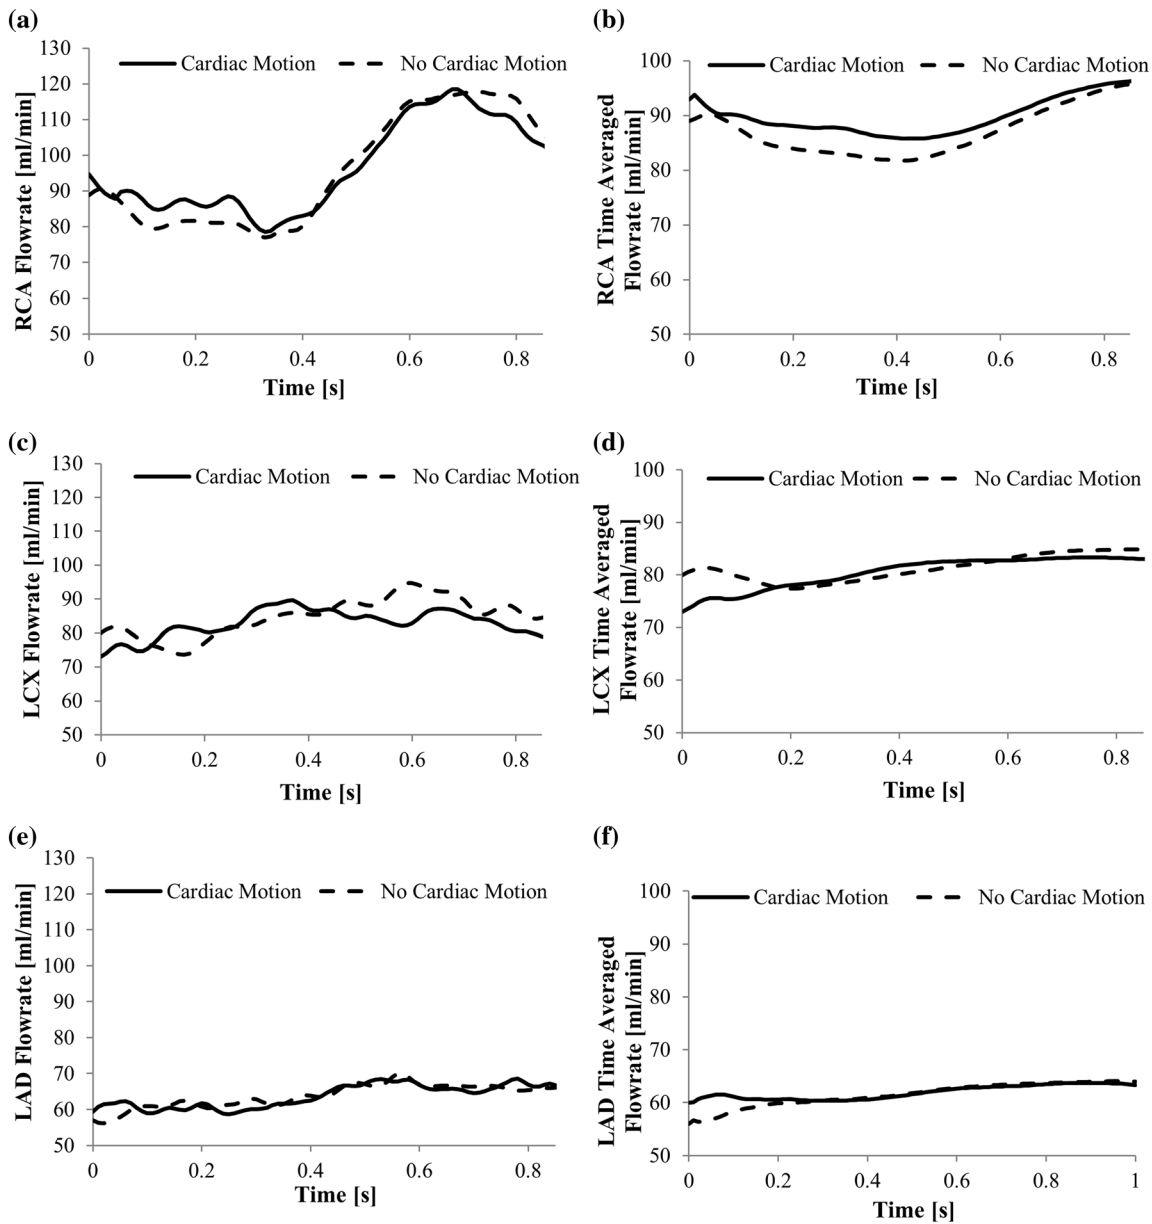 (a)
130
120
110
100
90
80
70
60
50
RCA Flowrate [ml/min]
Cardiac Motion
No Cardiac Motion
0
0.2
0.4
0.6
0.8
Time [s]
(b)
100
90
80
70
60
50
RCA Time Averaged
Flowrate [ml/min]
Cardiac Motion
No Cardiac Motion
0
0.2
0.4
0.6
0.8
Time [s]
(c)
130
120
110
100
90
80
70
60
50
LCX Flowrate [ml/min]
Cardiac Motion
No Cardiac Motion
0
0.2
0.4
0.6
0.8
Time [s]
(d)
100
90
80
70
60
50
LCX Time Averaged
Flowrate [ml/min]
Cardiac Motion
No Cardiac Motion
0
0.2
0.4
0.6
0.8
Time [s]
(e)
130
120
110
100
90
80
70
60
50
LAD Flowrate [ml/min]
Cardiac Motion
No Cardiac Motion
0
0.2
0.4
0.6
0.8
Time [s]
(f)
100
90
80
70
60
50
LAD Time Averaged
Flowrate [ml/min]
Cardiac Motion
No Cardiac Motion
0
0.2
0.4
0.6
0.8
1
Time [s]